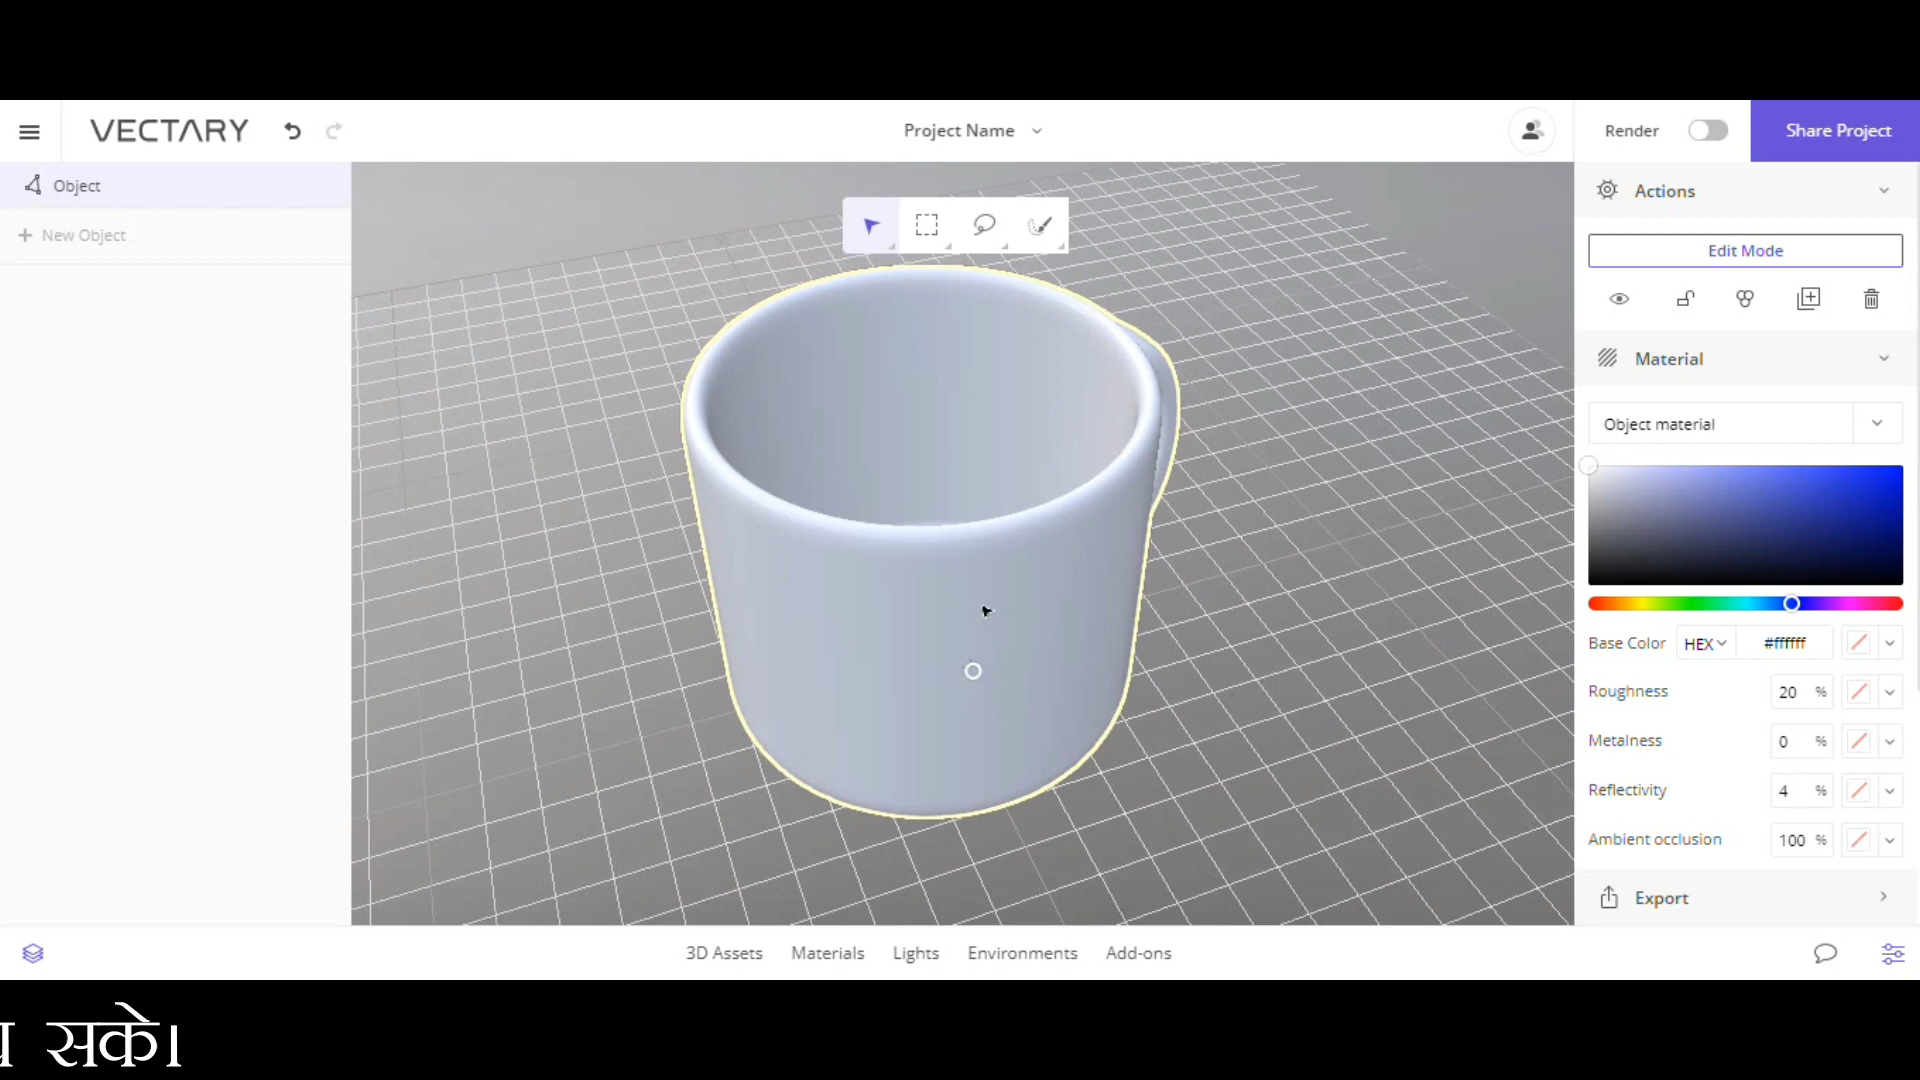 VECTARY
Project Name
Render
Share Project
Object
+ New Object
Actions
Edit Mode
Material
Object material
Base Color HEX #ffffff
Roughness 20 %
Metalness 0 %
Reflectivity 4 %
Ambient occlusion 100 %
Export
3D Assets Materials Lights Environments Add-ons
सके।